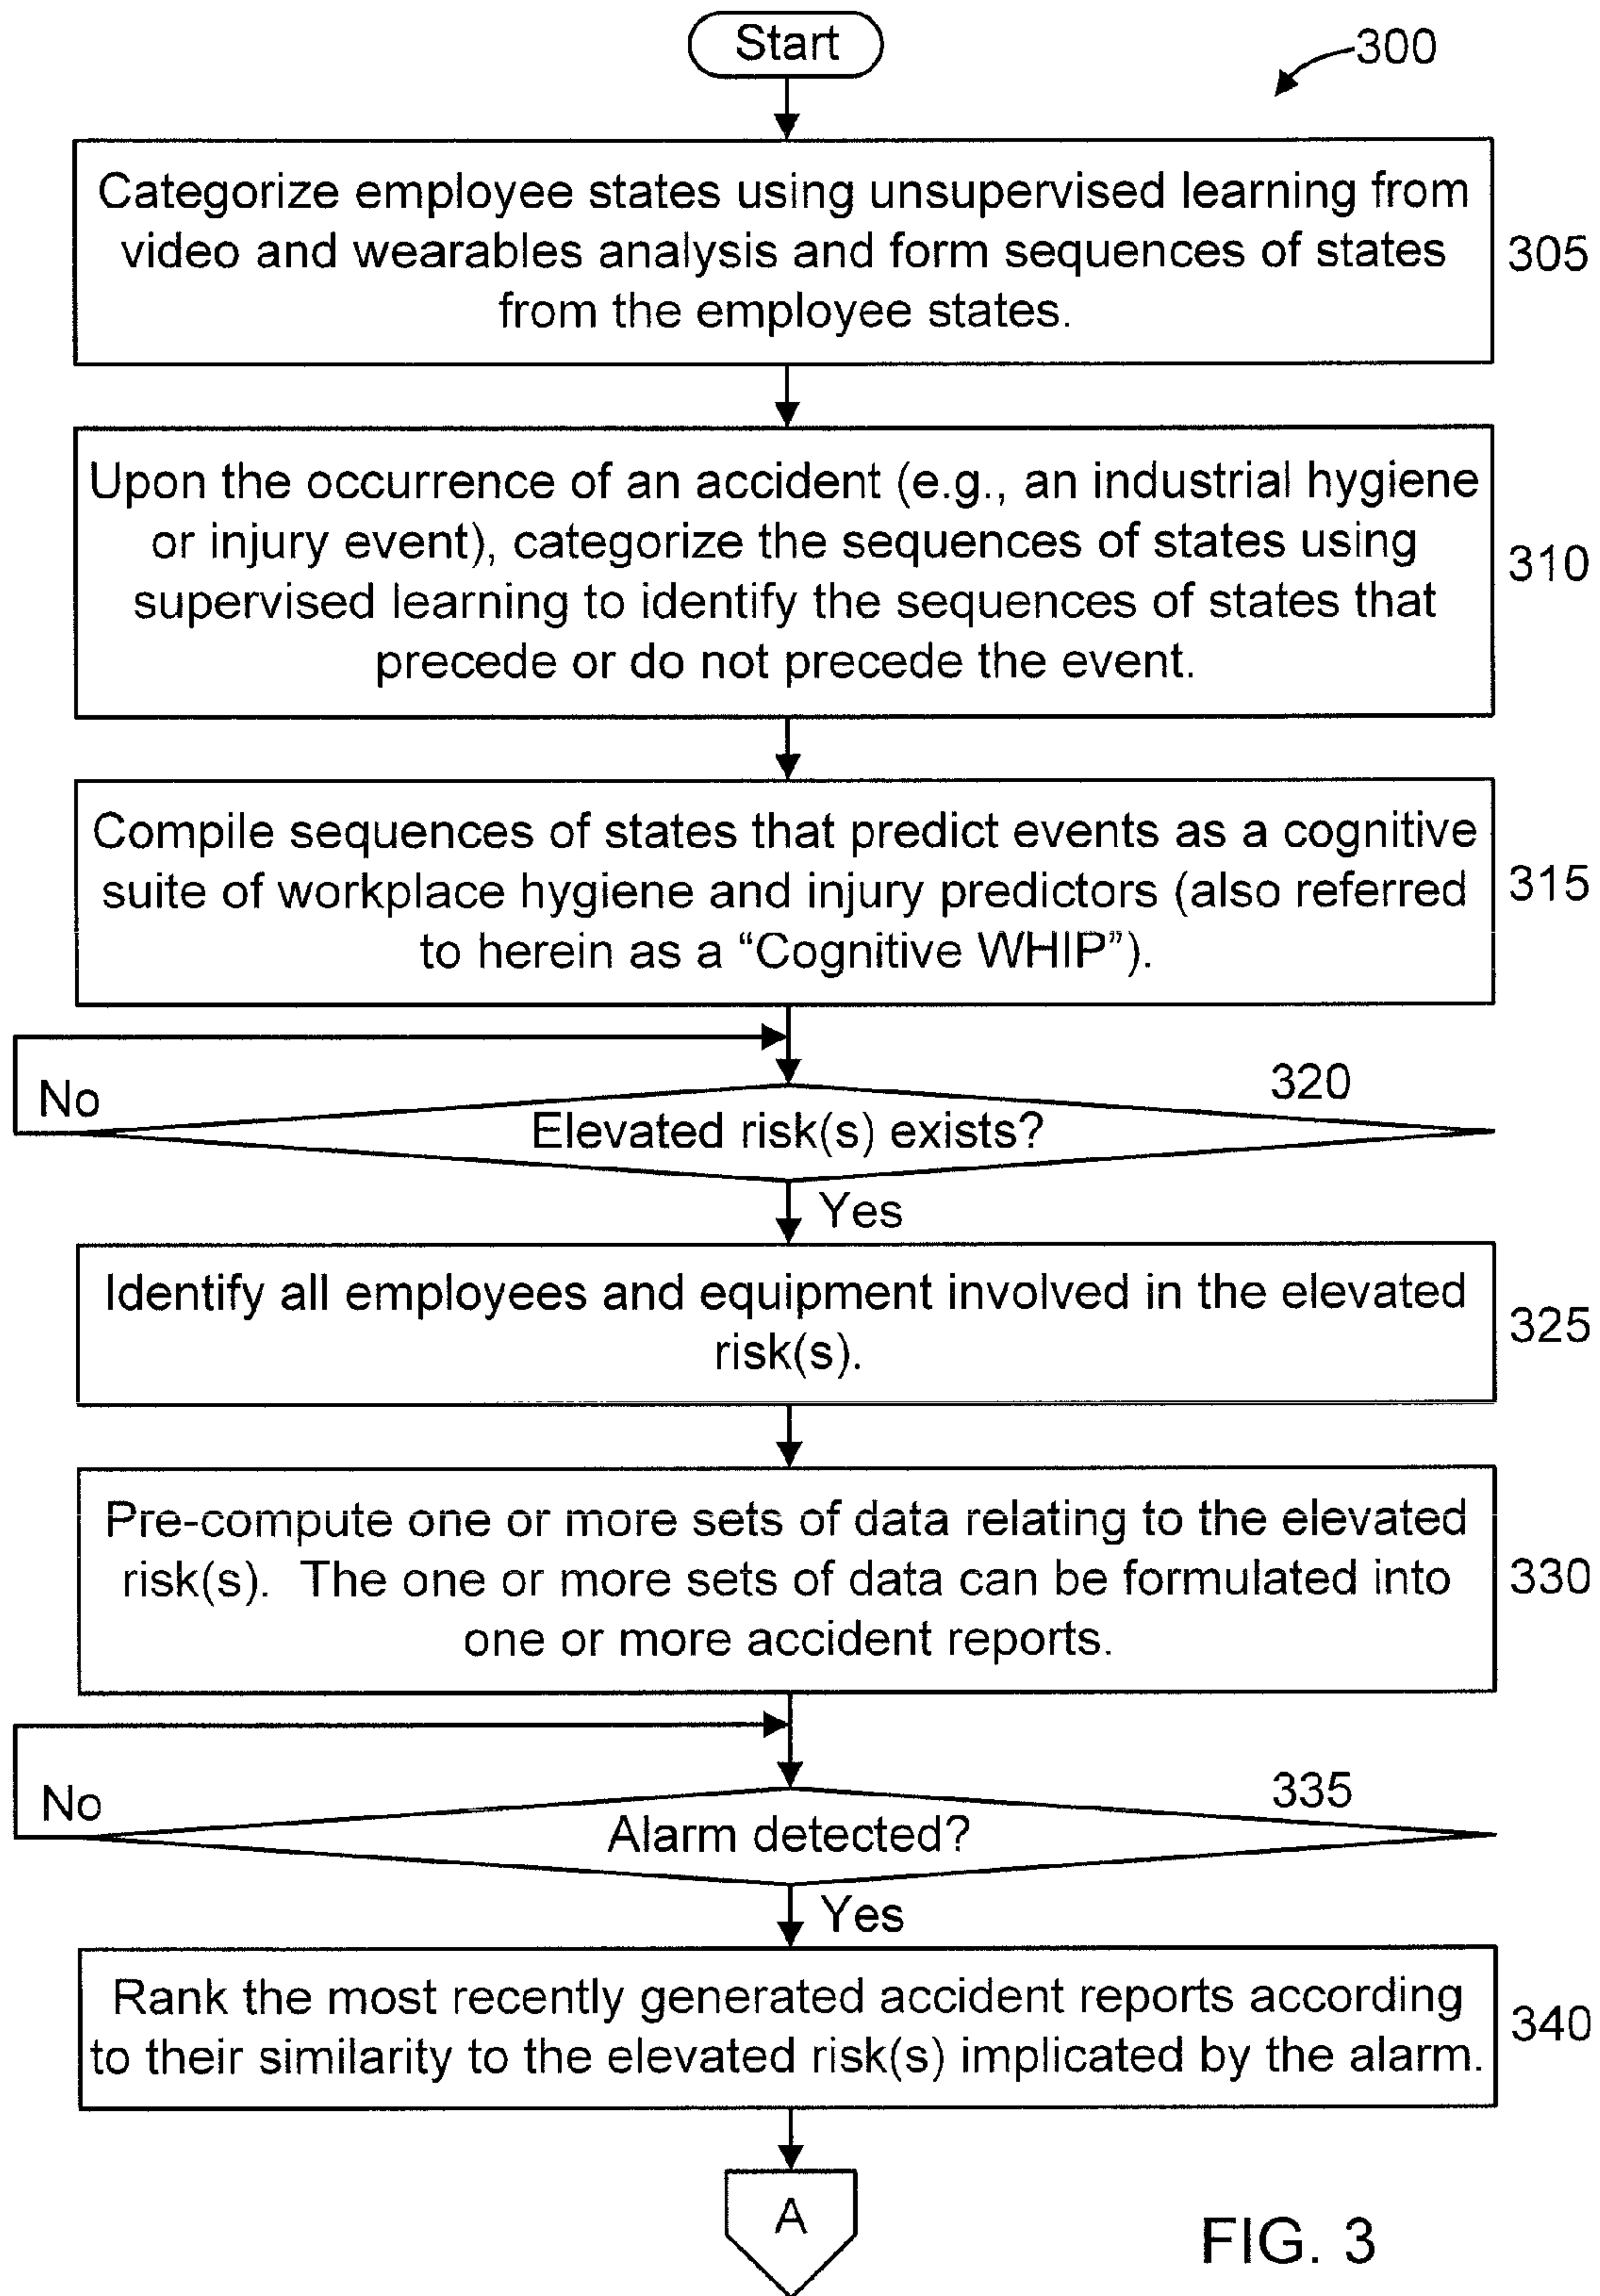 Start
300
Categorize employee states using unsupervised learning from
video and wearables analysis and form sequences of states
from the employee states.
305
Upon the occurrence of an accident (e.g., an industrial hygiene
or injury event), categorize the sequences of states using
supervised learning to identify the sequences of states that
precede or do not precede the event.
310
Compile sequences of states that predict events as a cognitive
suite of workplace hygiene and injury predictors (also referred
to herein as a “Cognitive WHIP”).
315
No
320
Elevated risk(s) exists?
Yes
Identify all employees and equipment involved in the elevated
risk(s).
325
Pre-compute one or more sets of data relating to the elevated
risk(s).  The one or more sets of data can be formulated into
one or more accident reports.
330
No
335
Alarm detected?
Yes
Rank the most recently generated accident reports according
to their similarity to the elevated risk(s) implicated by the alarm.
340
A
FIG. 3